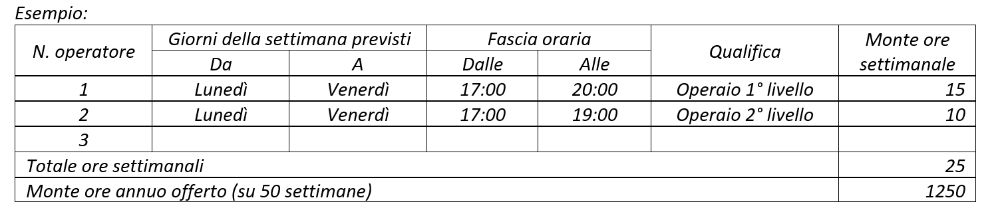 Esempio:
N. operatore Giorni della settimana previsti Fascia oraria Qualifica Monte ore settimanale
Da A Dalle Alle
1 Lunedì Venerdì 17:00 20:00 Operaio 1° livello 15
2 Lunedì Venerdì 17:00 19:00 Operaio 2° livello 10
3
Totale ore settimanali 25
Monte ore annuo offerto (su 50 settimane) 1250